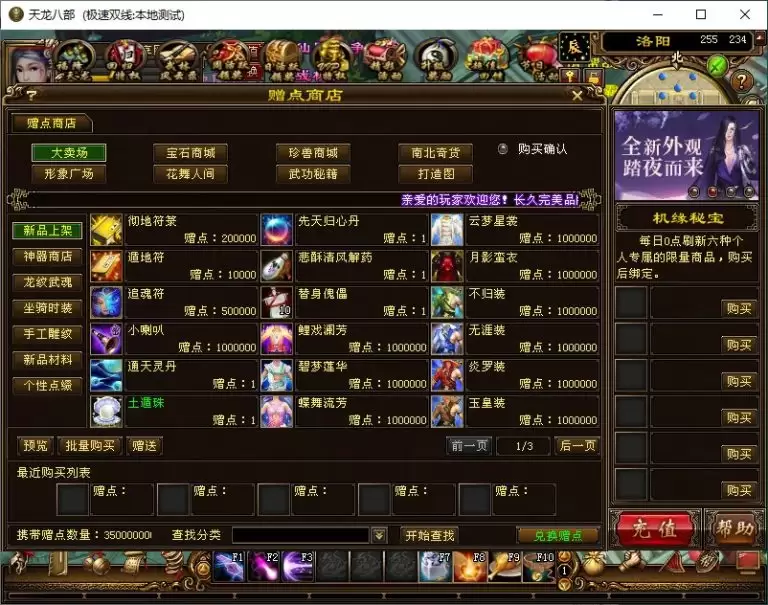 天龙八部 (极速双线:本地测试)
洛阳 255 234
北
辰
?
赠点商店
赠点商店
大卖场 宝石商城 珍兽商城 南北奇货 购买确认
形象广场 花舞人间 武功秘籍 打造图
亲爱的玩家欢迎您! 长久完美品
新品上架
神器商店
龙纹武魂
坐骑时装
手工雕纹
新品材料
个性点缀
彻地符箓
赠点:200000
先天归心丹
赠点:1
云梦星裳
赠点:1000000
遁地符
赠点:10000
悲酥清风解药
赠点:1
月影蛮衣
赠点:1000000
追魂符
赠点:500000
替身傀儡
10
赠点:1
不归装
赠点:1000000
小喇叭
赠点:1000000
鲤戏澜芳
赠点:1000000
无涯装
赠点:1000000
通天灵丹
赠点:1
碧梦莲华
赠点:1000000
炎罗装
赠点:1000000
土遁珠
赠点:1
蝶舞流芳
赠点:1000000
玉皇装
赠点:1000000
预览 批量购买 赠送 前一页 1/3 后一页
最近购买列表
赠点: 赠点: 赠点: 赠点: 赠点:
携带赠点数量:35000000 查找分类 开始查找 兑换赠点
全新外观
踏夜而来
机缘秘宝
每日0点刷新六种个
人专属的限量商品,购买
后绑定。
购买
购买
购买
购买
购买
购买
充值 帮助
F1 F2 F3 F7 F8 F9 F10 1